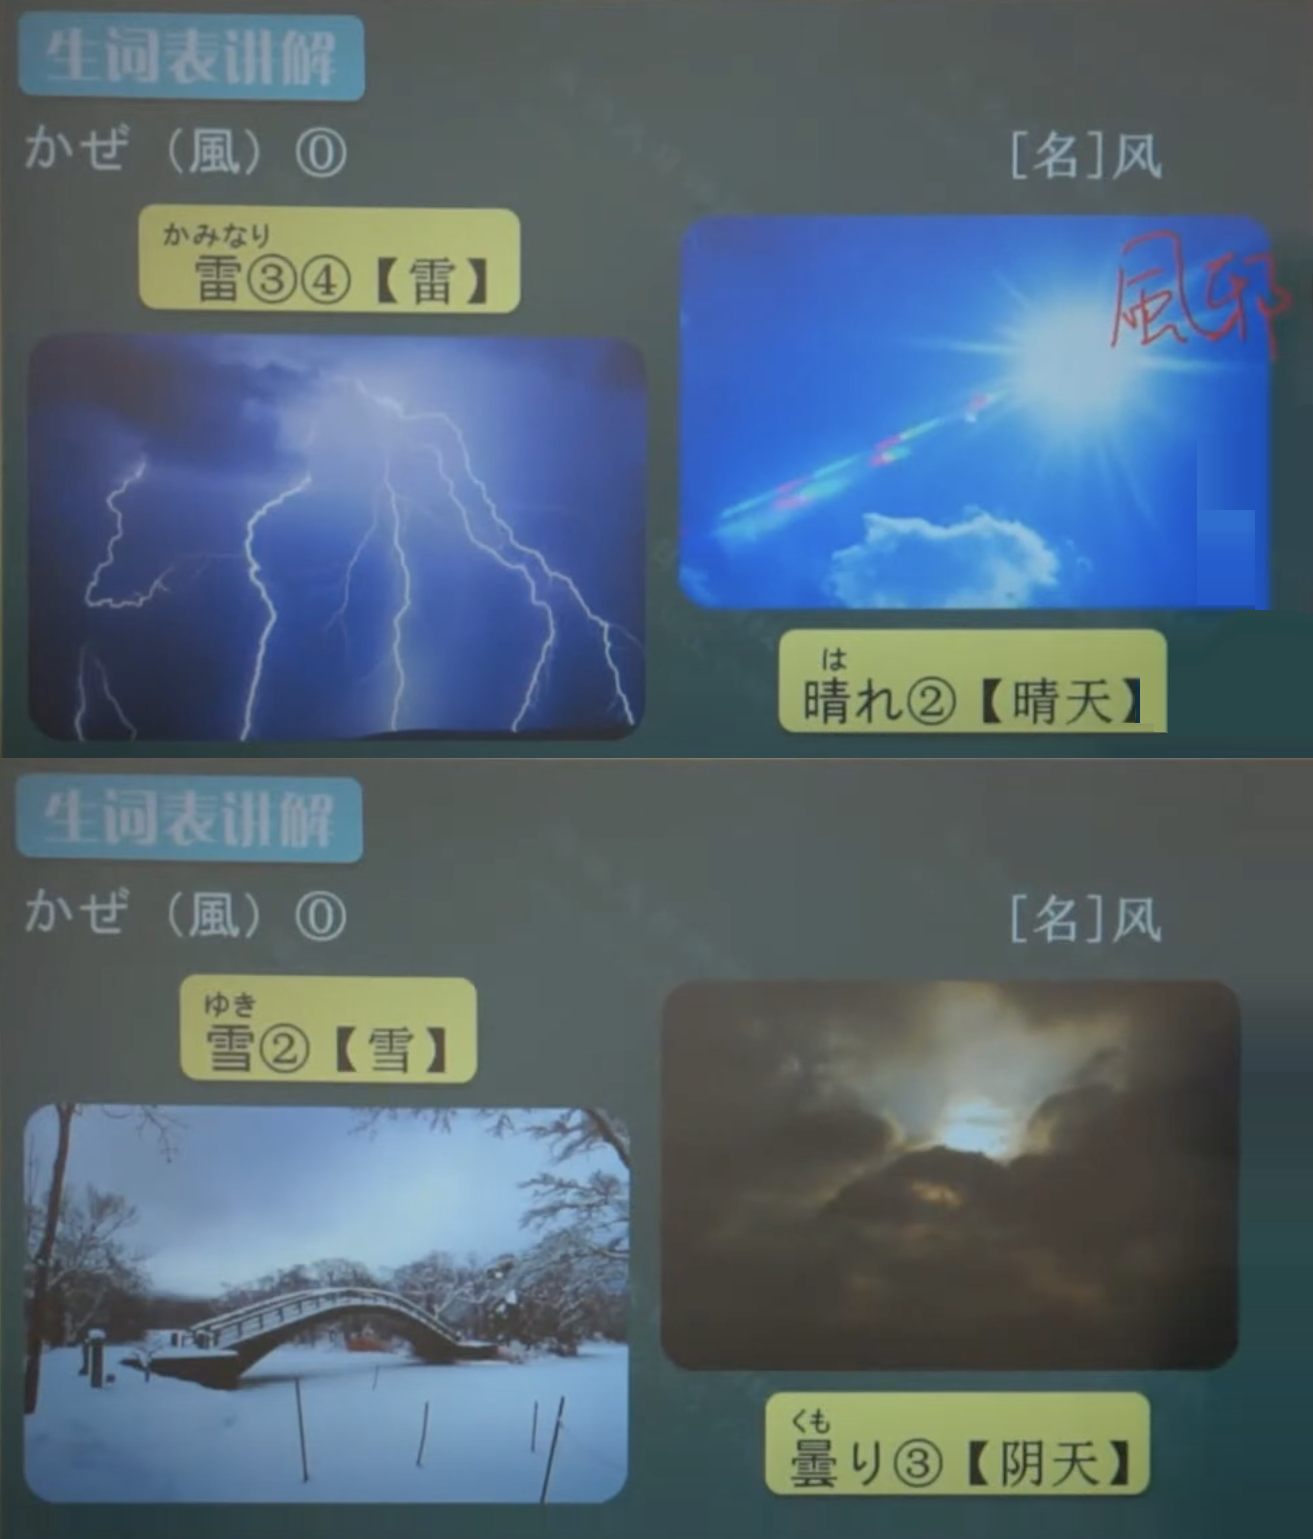 生词表讲解
かぜ（風）⓪ [名]风
かみなり
雷③④【雷】
風邪
は
晴れ②【晴天】
生词表讲解
かぜ（風）⓪ [名]风
ゆき
雪②【雪】
くも
曇り③【阴天】